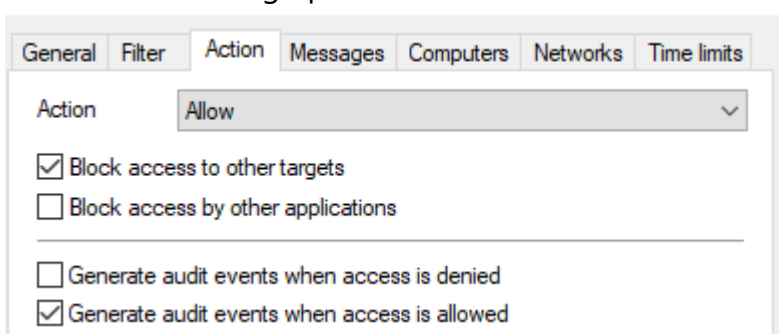 General Filter Action Messages Computers Networks Time limits
Action Allow
Block access to other targets
Block access by other applications
Generate audit events when access is denied
Generate audit events when access is allowed